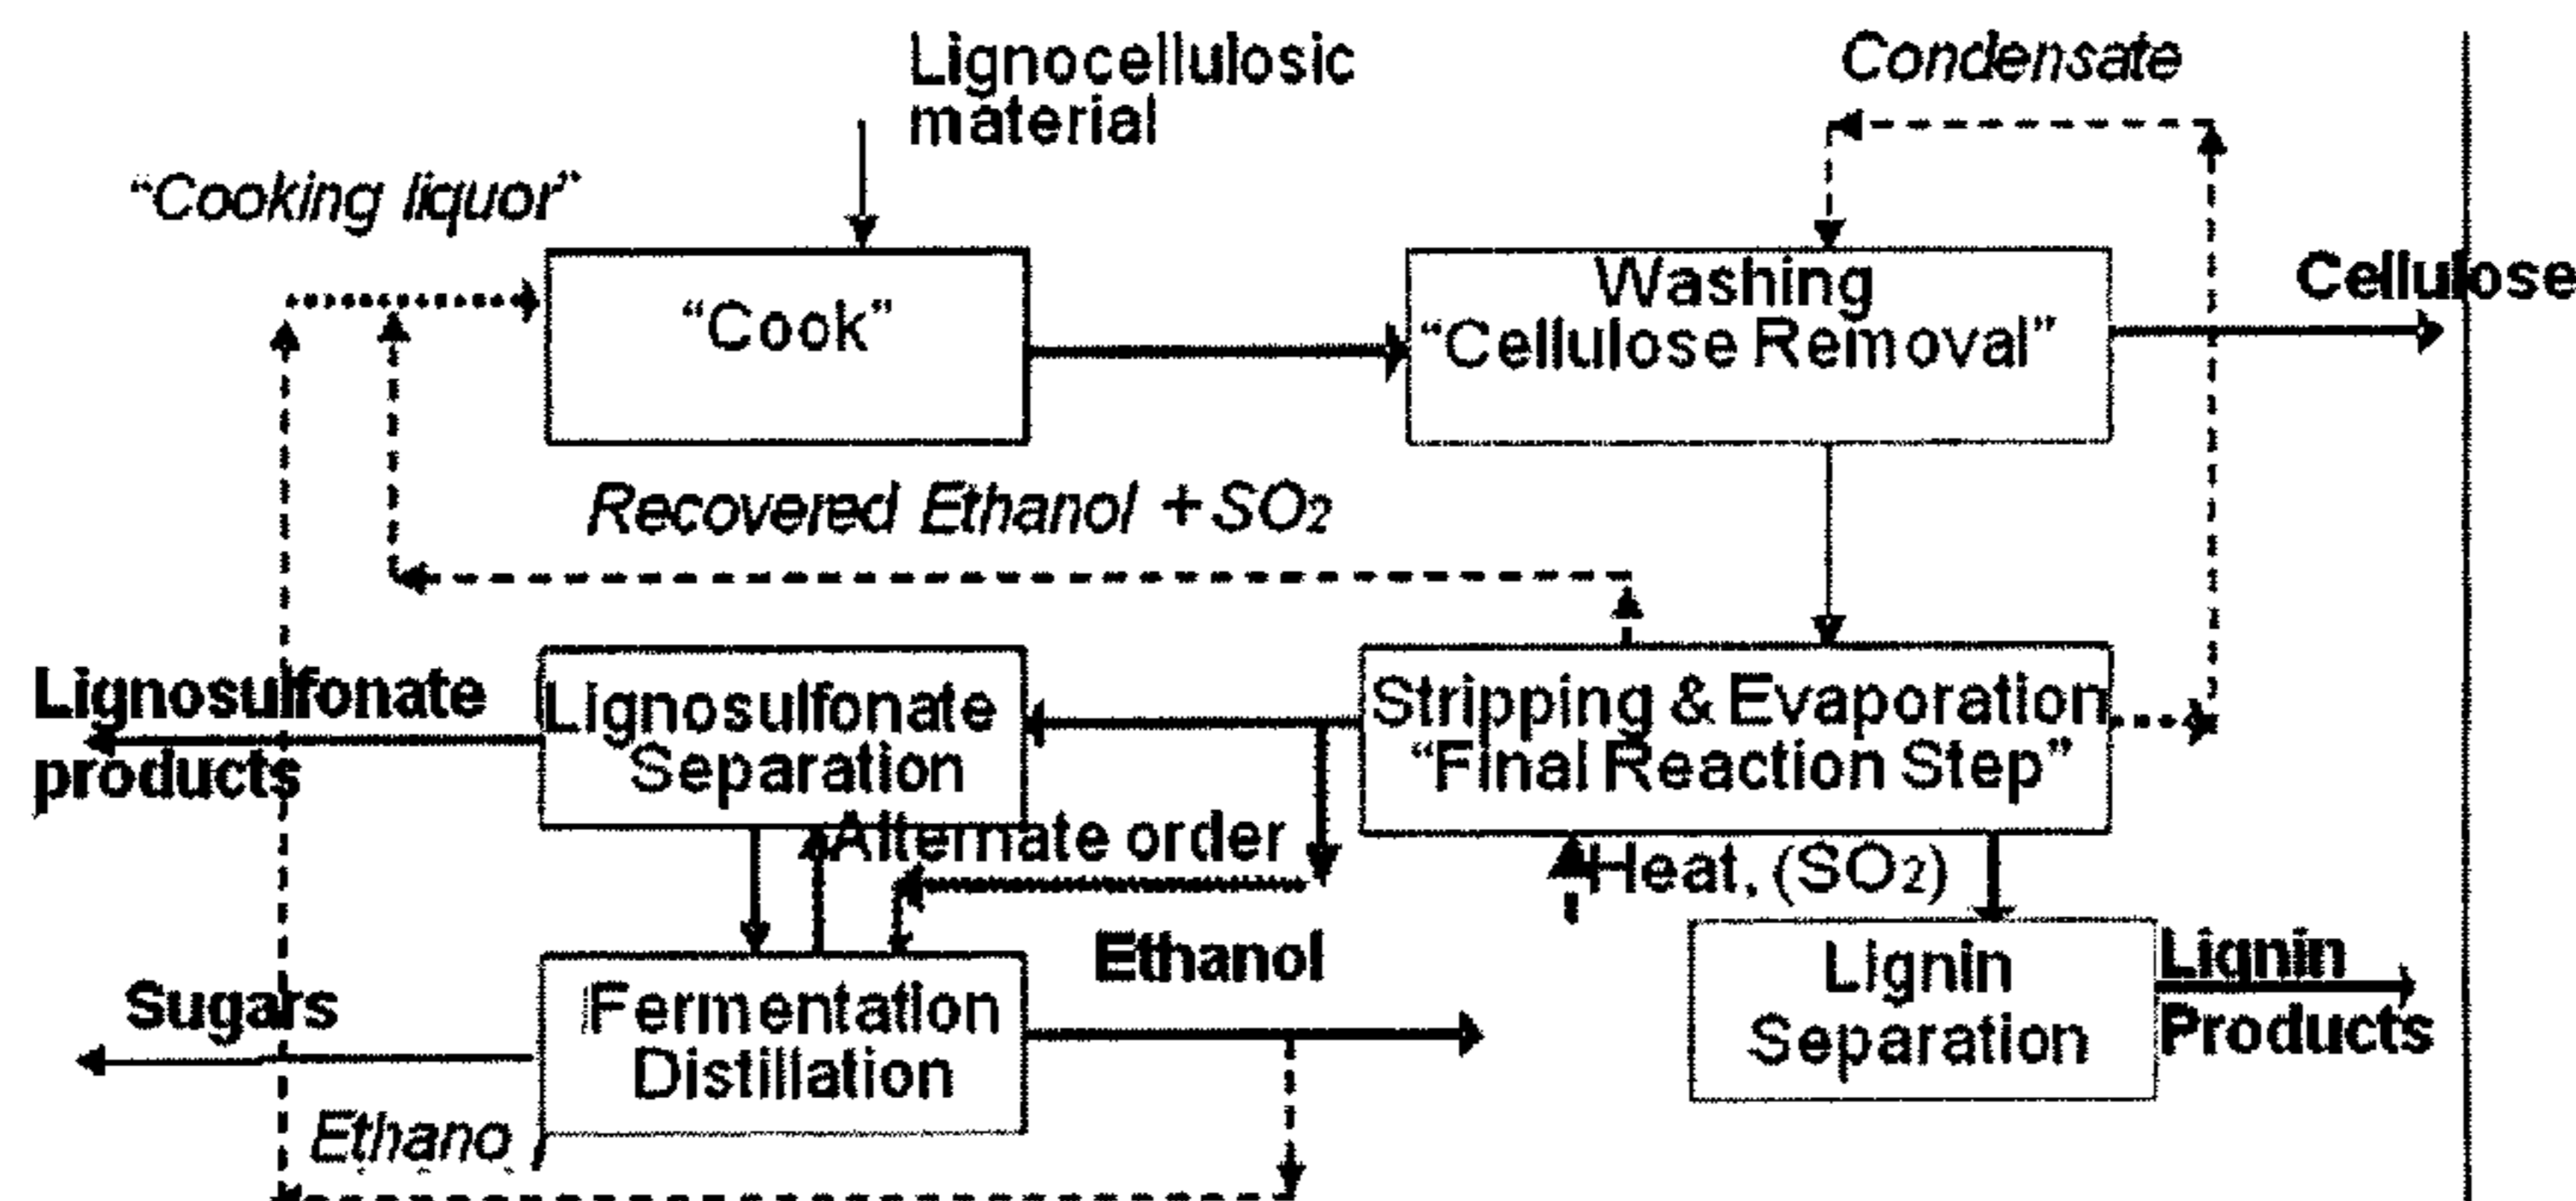 Lignocellulosic
material
Condensate
“Cooking liquor”
“Cook”
Washing
“Cellulose Removal”
Cellulose
Recovered Ethanol + SO2
Lignosulfonate
products
Lignosulfonate
Separation
Stripping & Evaporation
“Final Reaction Step”
Alternate order
Heat, (SO2)
Ethanol
Lignin
Separation
Lignin
Products
Sugars
Fermentation
Distillation
Ethano